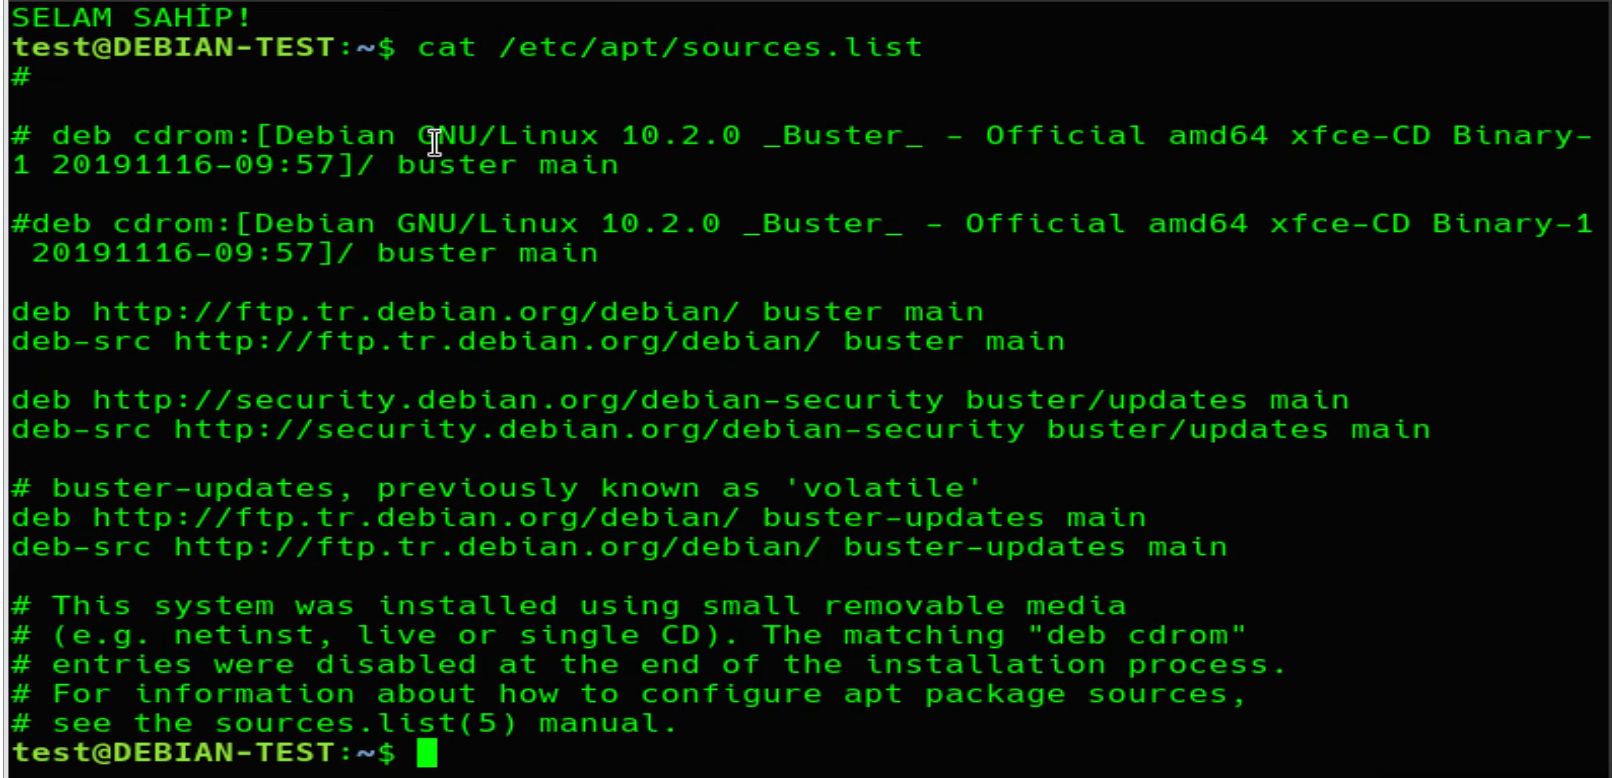 SELAM SAHİP!
test@DEBIAN-TEST:~$ cat /etc/apt/sources.list
#
# deb cdrom:[Debian GNU/Linux 10.2.0 _Buster_ - Official amd64 xfce-CD Binary-
1 20191116-09:57]/ buster main
#deb cdrom:[Debian GNU/Linux 10.2.0 _Buster_ - Official amd64 xfce-CD Binary-1
 20191116-09:57]/ buster main
deb http://ftp.tr.debian.org/debian/ buster main
deb-src http://ftp.tr.debian.org/debian/ buster main
deb http://security.debian.org/debian-security buster/updates main
deb-src http://security.debian.org/debian-security buster/updates main
# buster-updates, previously known as 'volatile'
deb http://ftp.tr.debian.org/debian/ buster-updates main
deb-src http://ftp.tr.debian.org/debian/ buster-updates main
# This system was installed using small removable media
# (e.g. netinst, live or single CD). The matching "deb cdrom"
# entries were disabled at the end of the installation process.
# For information about how to configure apt package sources,
# see the sources.list(5) manual.
test@DEBIAN-TEST:~$